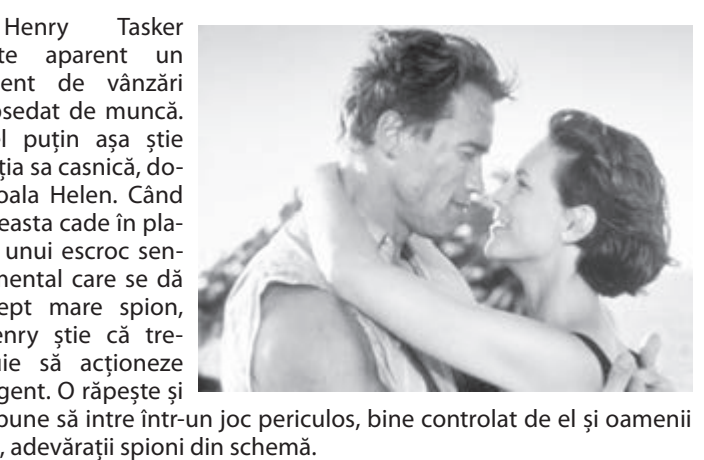 Henry Tasker
te aparent un
ent de vânzări
osedat de muncă.
l puțin așa știe
ția sa casnică, do-
oala Helen. Când
easta cade în pla-
unui escroc sen-
mental care se dă
ept mare spion,
enry știe că tre-
uie să acționeze
gent. O răpește și
pune să intre într-un joc periculos, bine controlat de el și oamenii
, adevărații spioni din schemă.